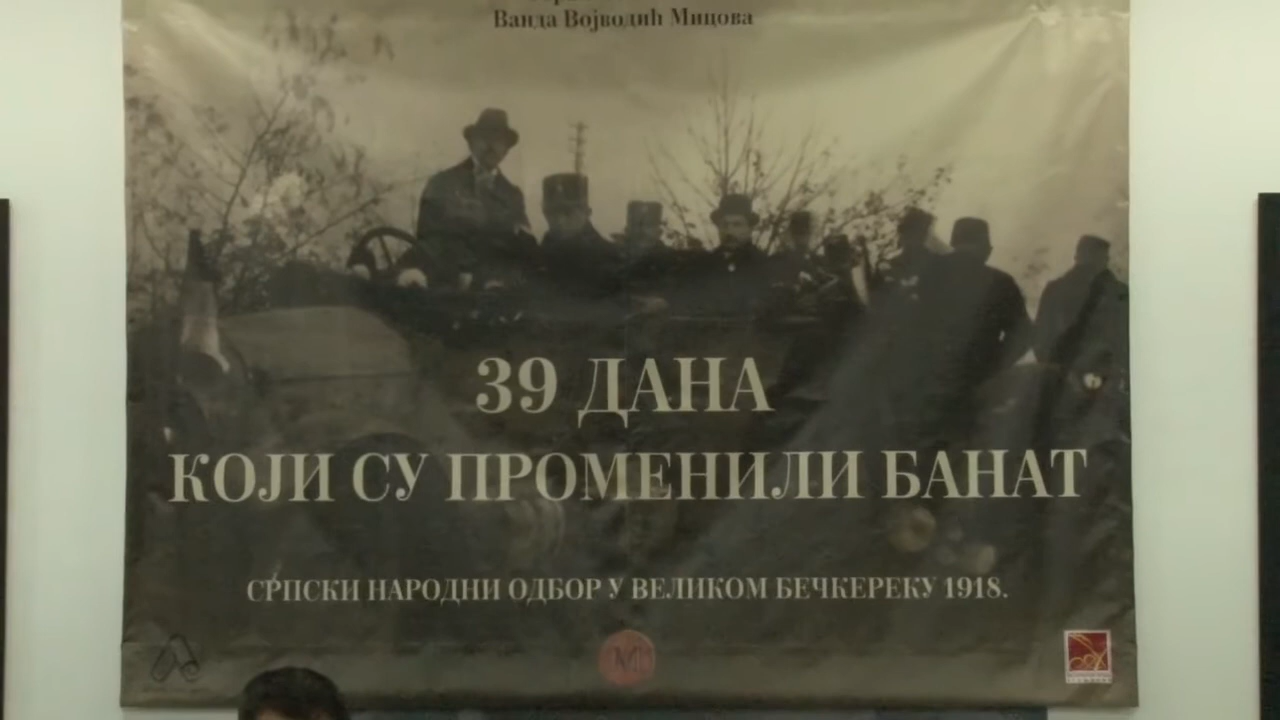 Ванда Војводић Мицова
39 ДАНА
КОЈИ СУ ПРОМЕНИЛИ БАНАТ
СРПСКИ НАРОДНИ ОДБОР У ВЕЛИКОМ БЕЧКЕРЕКУ 1918.
М